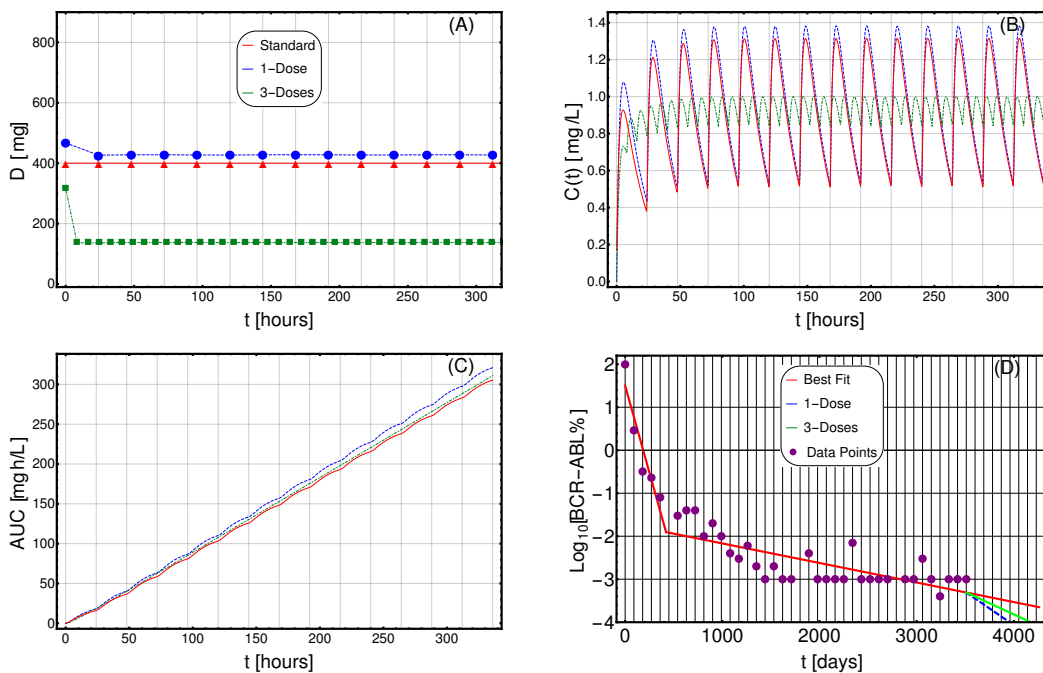 (A)
800
600
400
200
0
D [ mg]
Standard
1-Dose
3-Doses
0 50 100 150 200 250 300
t [hours]
(B)
1.4
1.2
1.0
0.8
0.6
0.4
0.2
0.0
C(t) [ mg /L]
0 50 100 150 200 250 300
t [hours]
(C)
300
250
200
150
100
50
0
AUC [mg h/L]
0 50 100 150 200 250 300
t [hours]
(D)
2
1
0
-1
-2
-3
-4
Log10[BCR-ABL%]
Best Fit
1-Dose
3-Doses
Data Points
0 1000 2000 3000 4000
t [days]